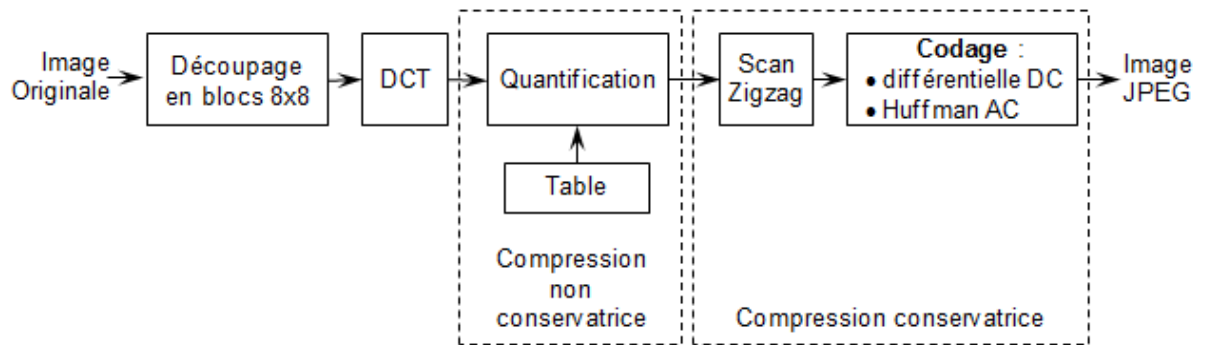 Image
Originale
Découpage
en blocs 8x8
DCT
Quantification
Table
Compression
non
conservatrice
Scan
Zigzag
Codage :
• différentielle DC
• Huffman AC
Compression conservatrice
Image
JPEG